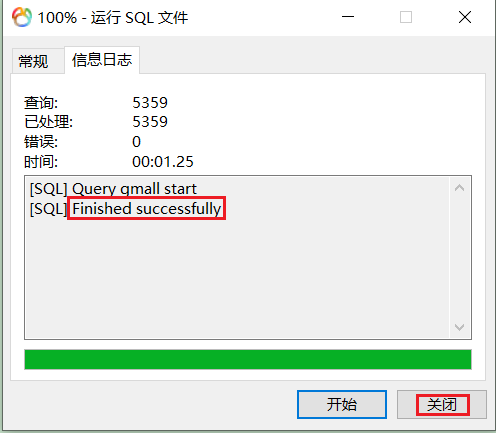 100% - 运行 SQL 文件
常规 信息日志
查询: 5359
已处理: 5359
错误: 0
时间: 00:01.25
[SQL] Query gmall start
[SQL] Finished successfully
开始 关闭